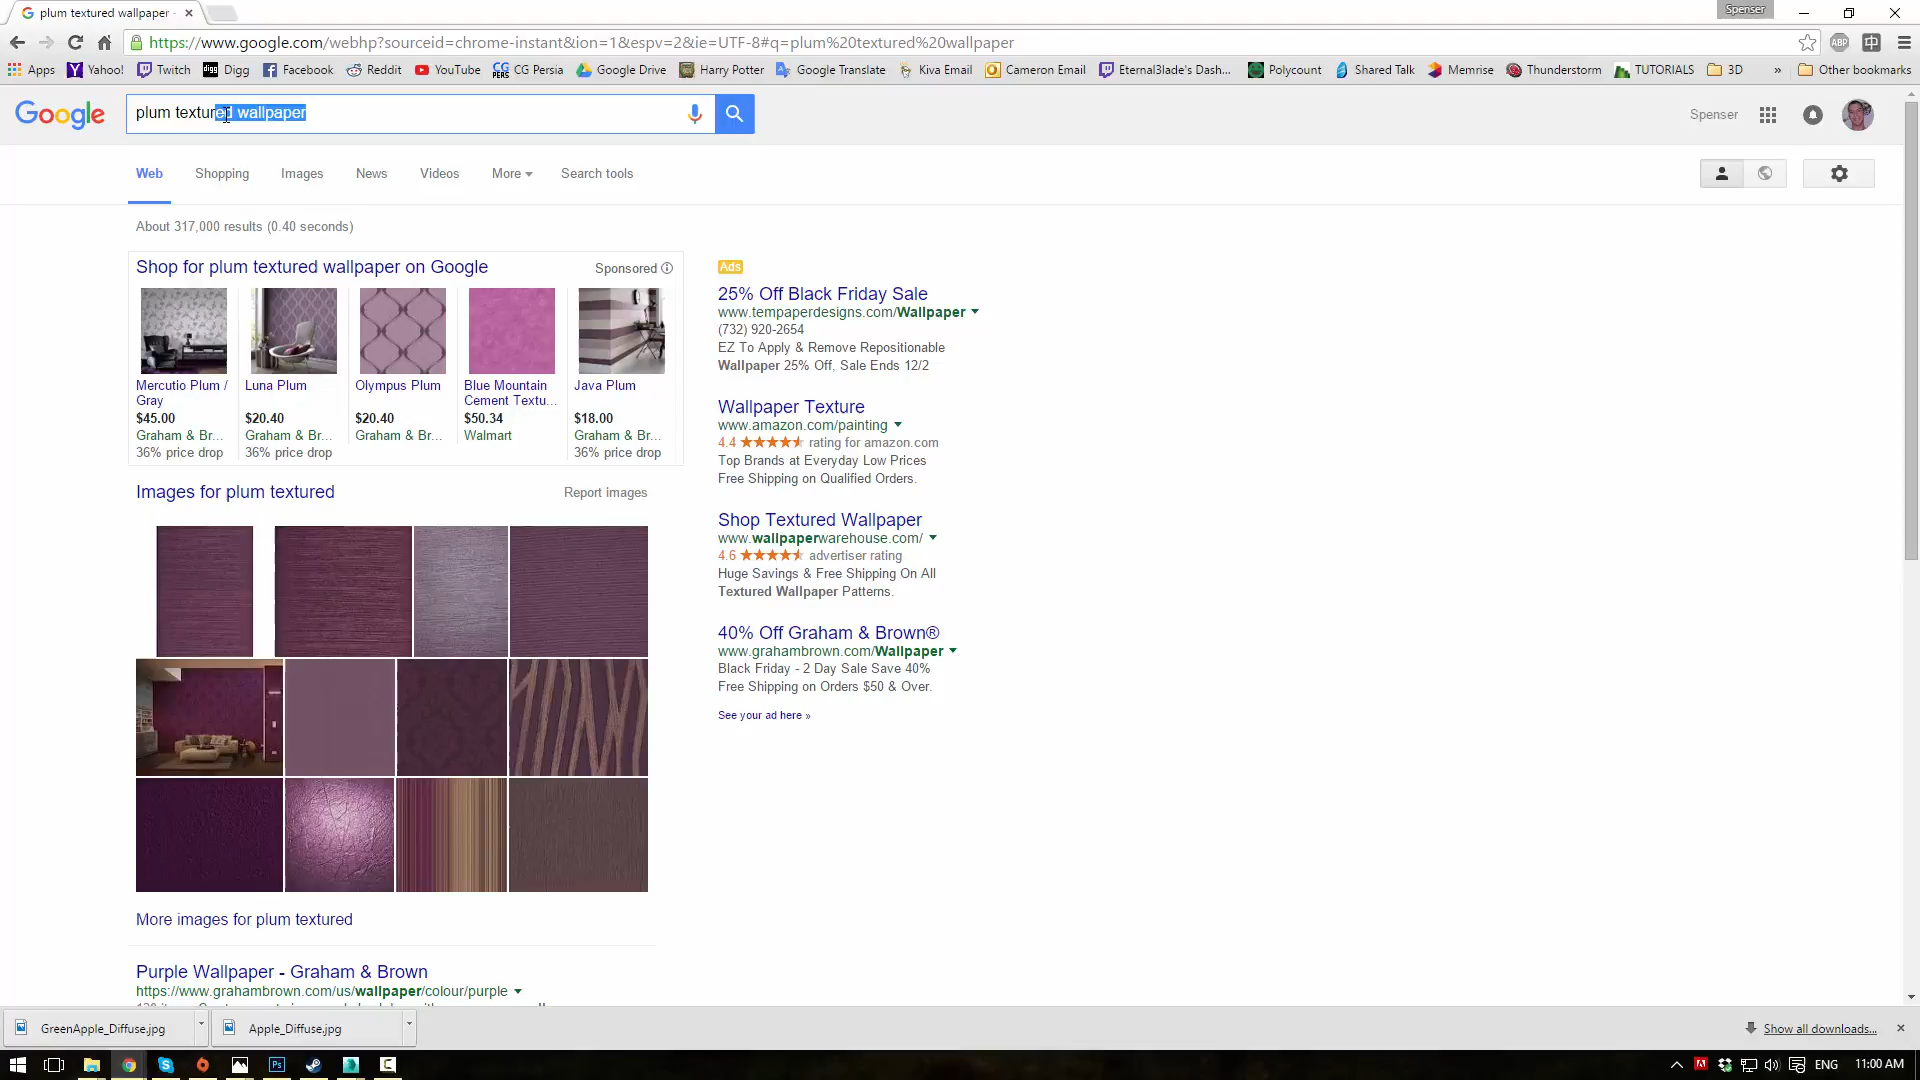 plum textured wallpaper -
Spenser
https://www.google.com/webhp?sourceid=chrome-instant&ion=1&espv=2&ie=UTF-8#q=plum%20textured%20wallpaper
ABP
Apps Yahoo! Twitch Digg Facebook Reddit YouTube CG Persia Google Drive Harry Potter Google Translate Kiva Email Cameron Email Eternal3lade's Dash... Polycount Shared Talk Memrise Thunderstorm TUTORIALS 3D » Other bookmarks
Google
plum textured wallpaper
Spenser
Web Shopping Images News Videos More Search tools
About 317,000 results (0.40 seconds)
Shop for plum textured wallpaper on Google
Sponsored
Mercutio Plum / Gray
$45.00
Graham & Br...
36% price drop
Luna Plum
$20.40
Graham & Br...
36% price drop
Olympus Plum
$20.40
Graham & Br...
Blue Mountain
Cement Textu...
$50.34
Walmart
Java Plum
$18.00
Graham & Br...
36% price drop
Images for plum textured
Report images
More images for plum textured
Purple Wallpaper - Graham & Brown
https://www.grahambrown.com/us/wallpaper/colour/purple
Ads
25% Off Black Friday Sale
www.tempaperdesigns.com/Wallpaper
(732) 920-2654
EZ To Apply & Remove Repositionable
Wallpaper 25% Off, Sale Ends 12/2
Wallpaper Texture
www.amazon.com/painting
4.4 ★★★★★ rating for amazon.com
Top Brands at Everyday Low Prices
Free Shipping on Qualified Orders.
Shop Textured Wallpaper
www.wallpaperwarehouse.com/
4.6 ★★★★★ advertiser rating
Huge Savings & Free Shipping On All
Textured Wallpaper Patterns.
40% Off Graham & Brown®
www.grahambrown.com/Wallpaper
Black Friday - 2 Day Sale Save 40%
Free Shipping on Orders $50 & Over.
See your ad here »
GreenApple_Diffuse.jpg
Apple_Diffuse.jpg
Show all downloads...
ENG
11:00 AM